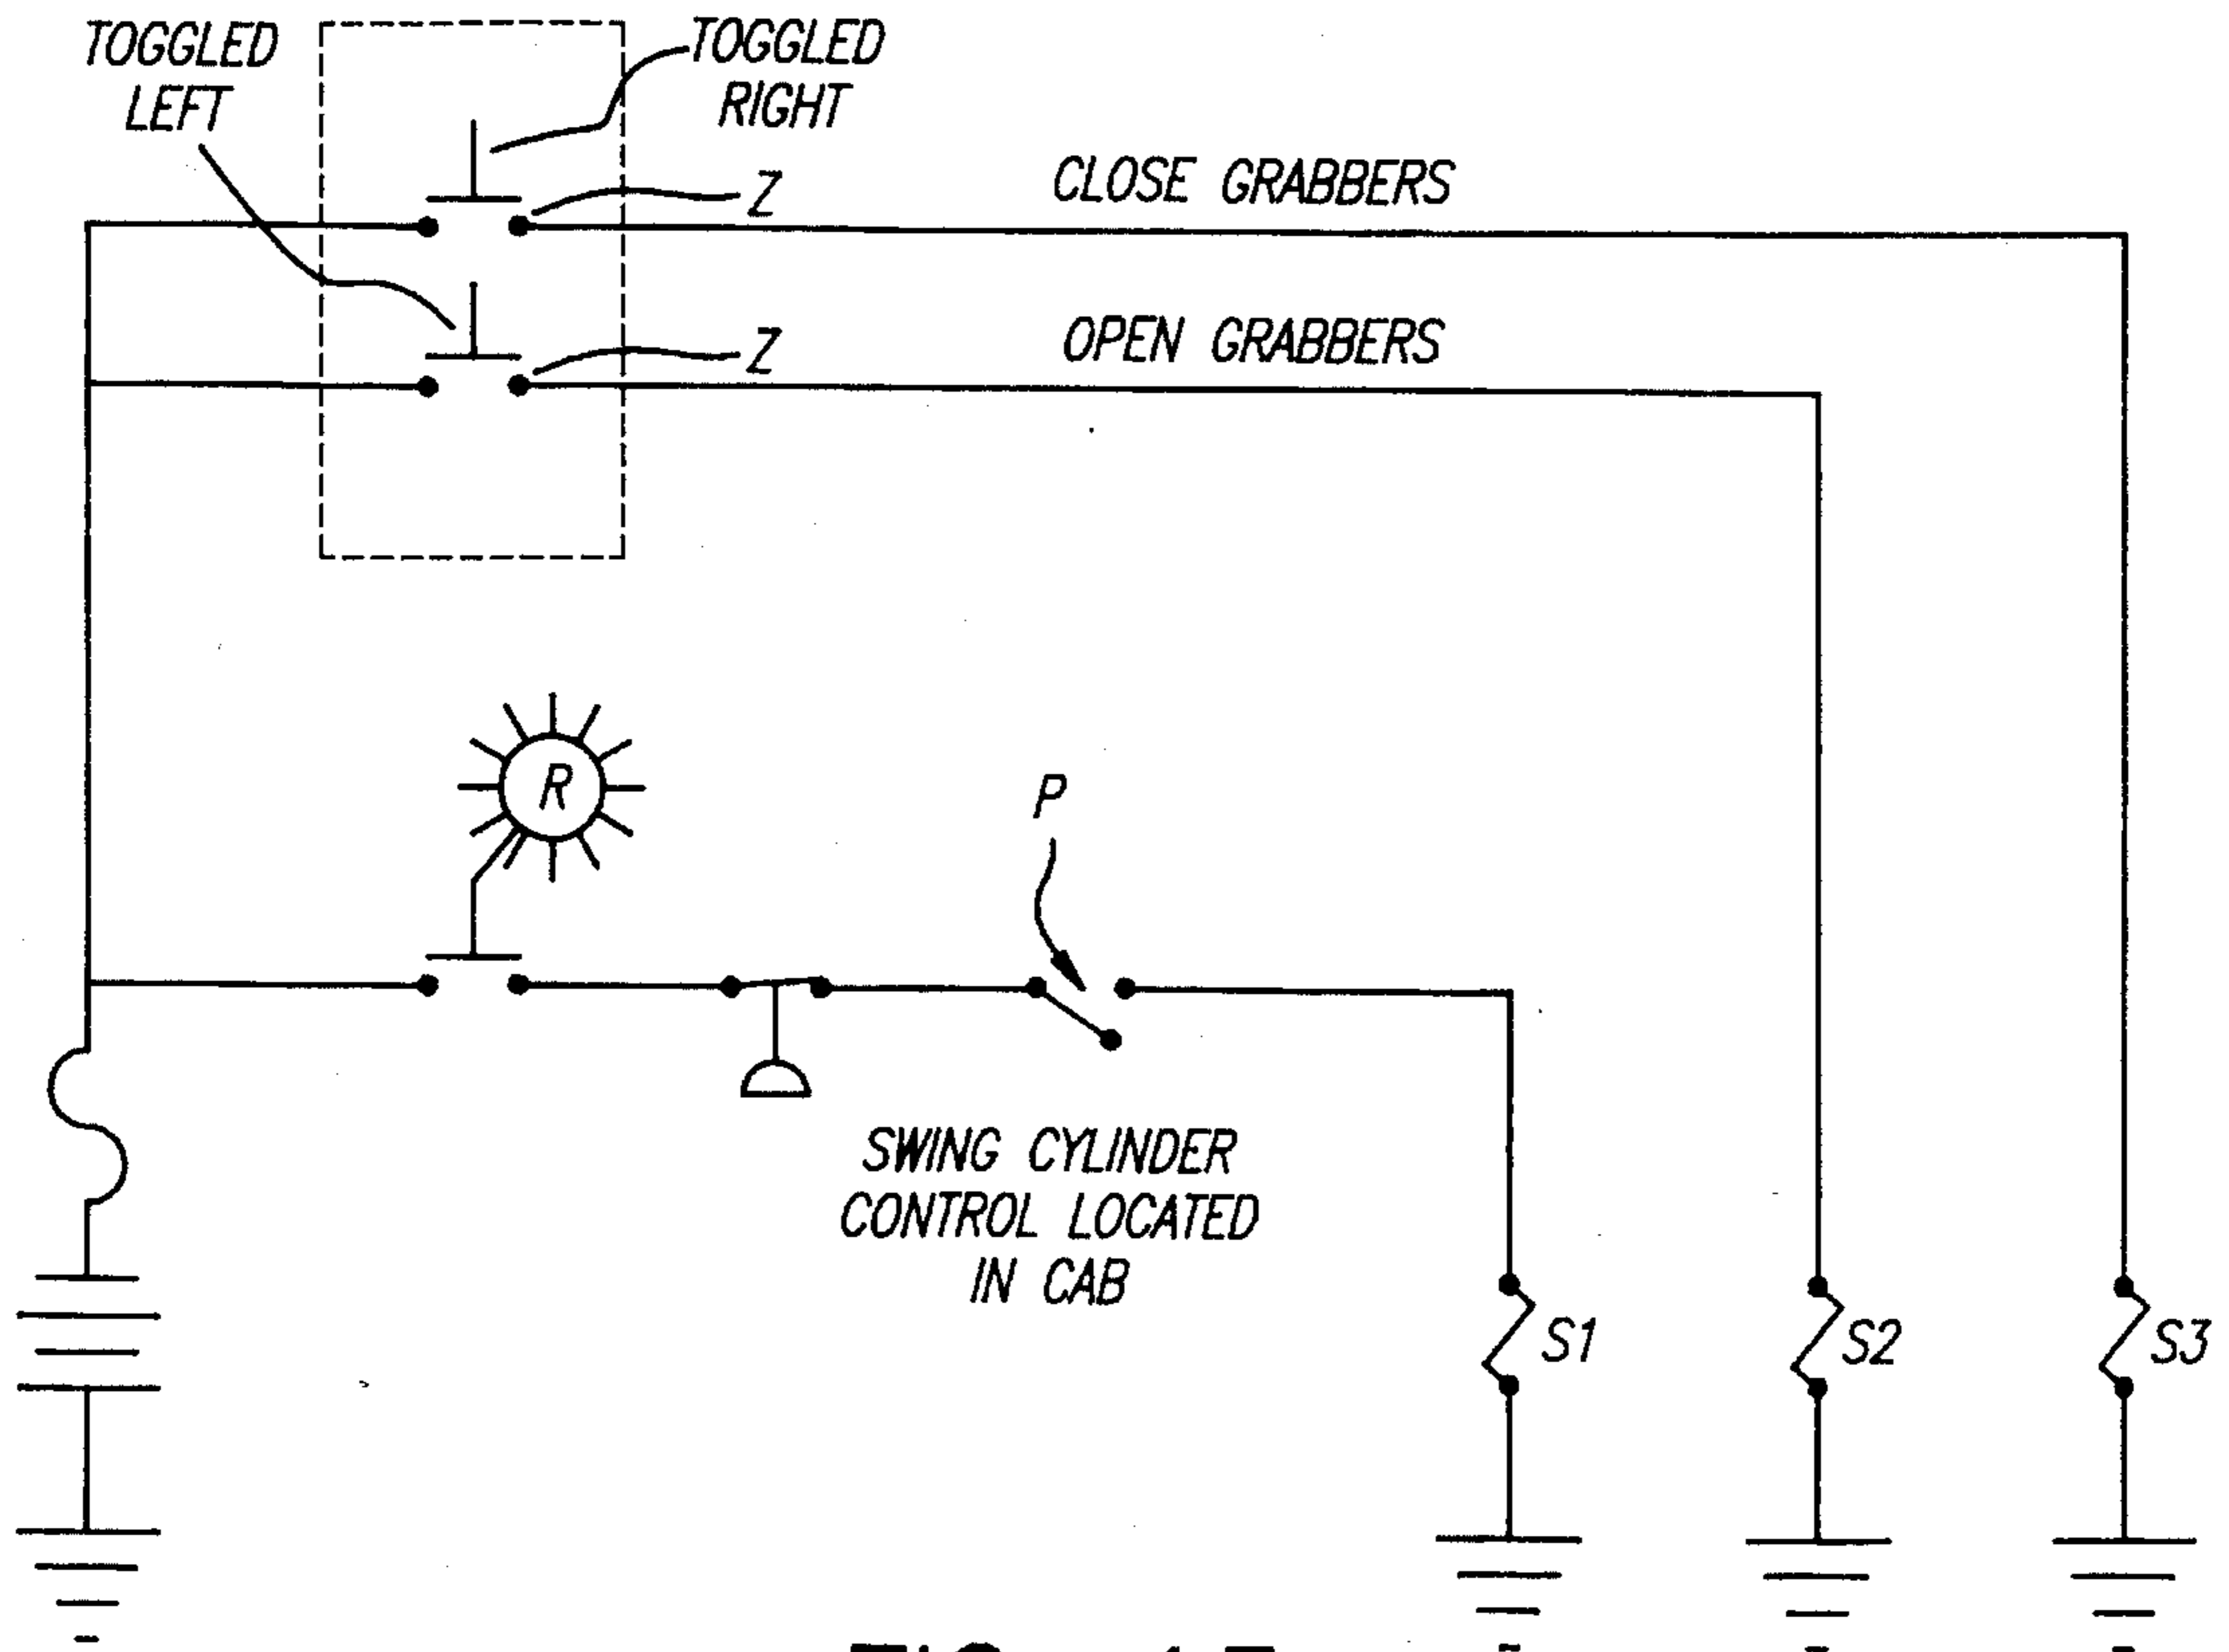 TOGGLED
LEFT
TOGGLED
RIGHT
Z
CLOSE GRABBERS
Z
OPEN GRABBERS
R
P
SWING CYLINDER
CONTROL LOCATED
IN CAB
S1
S2
S3